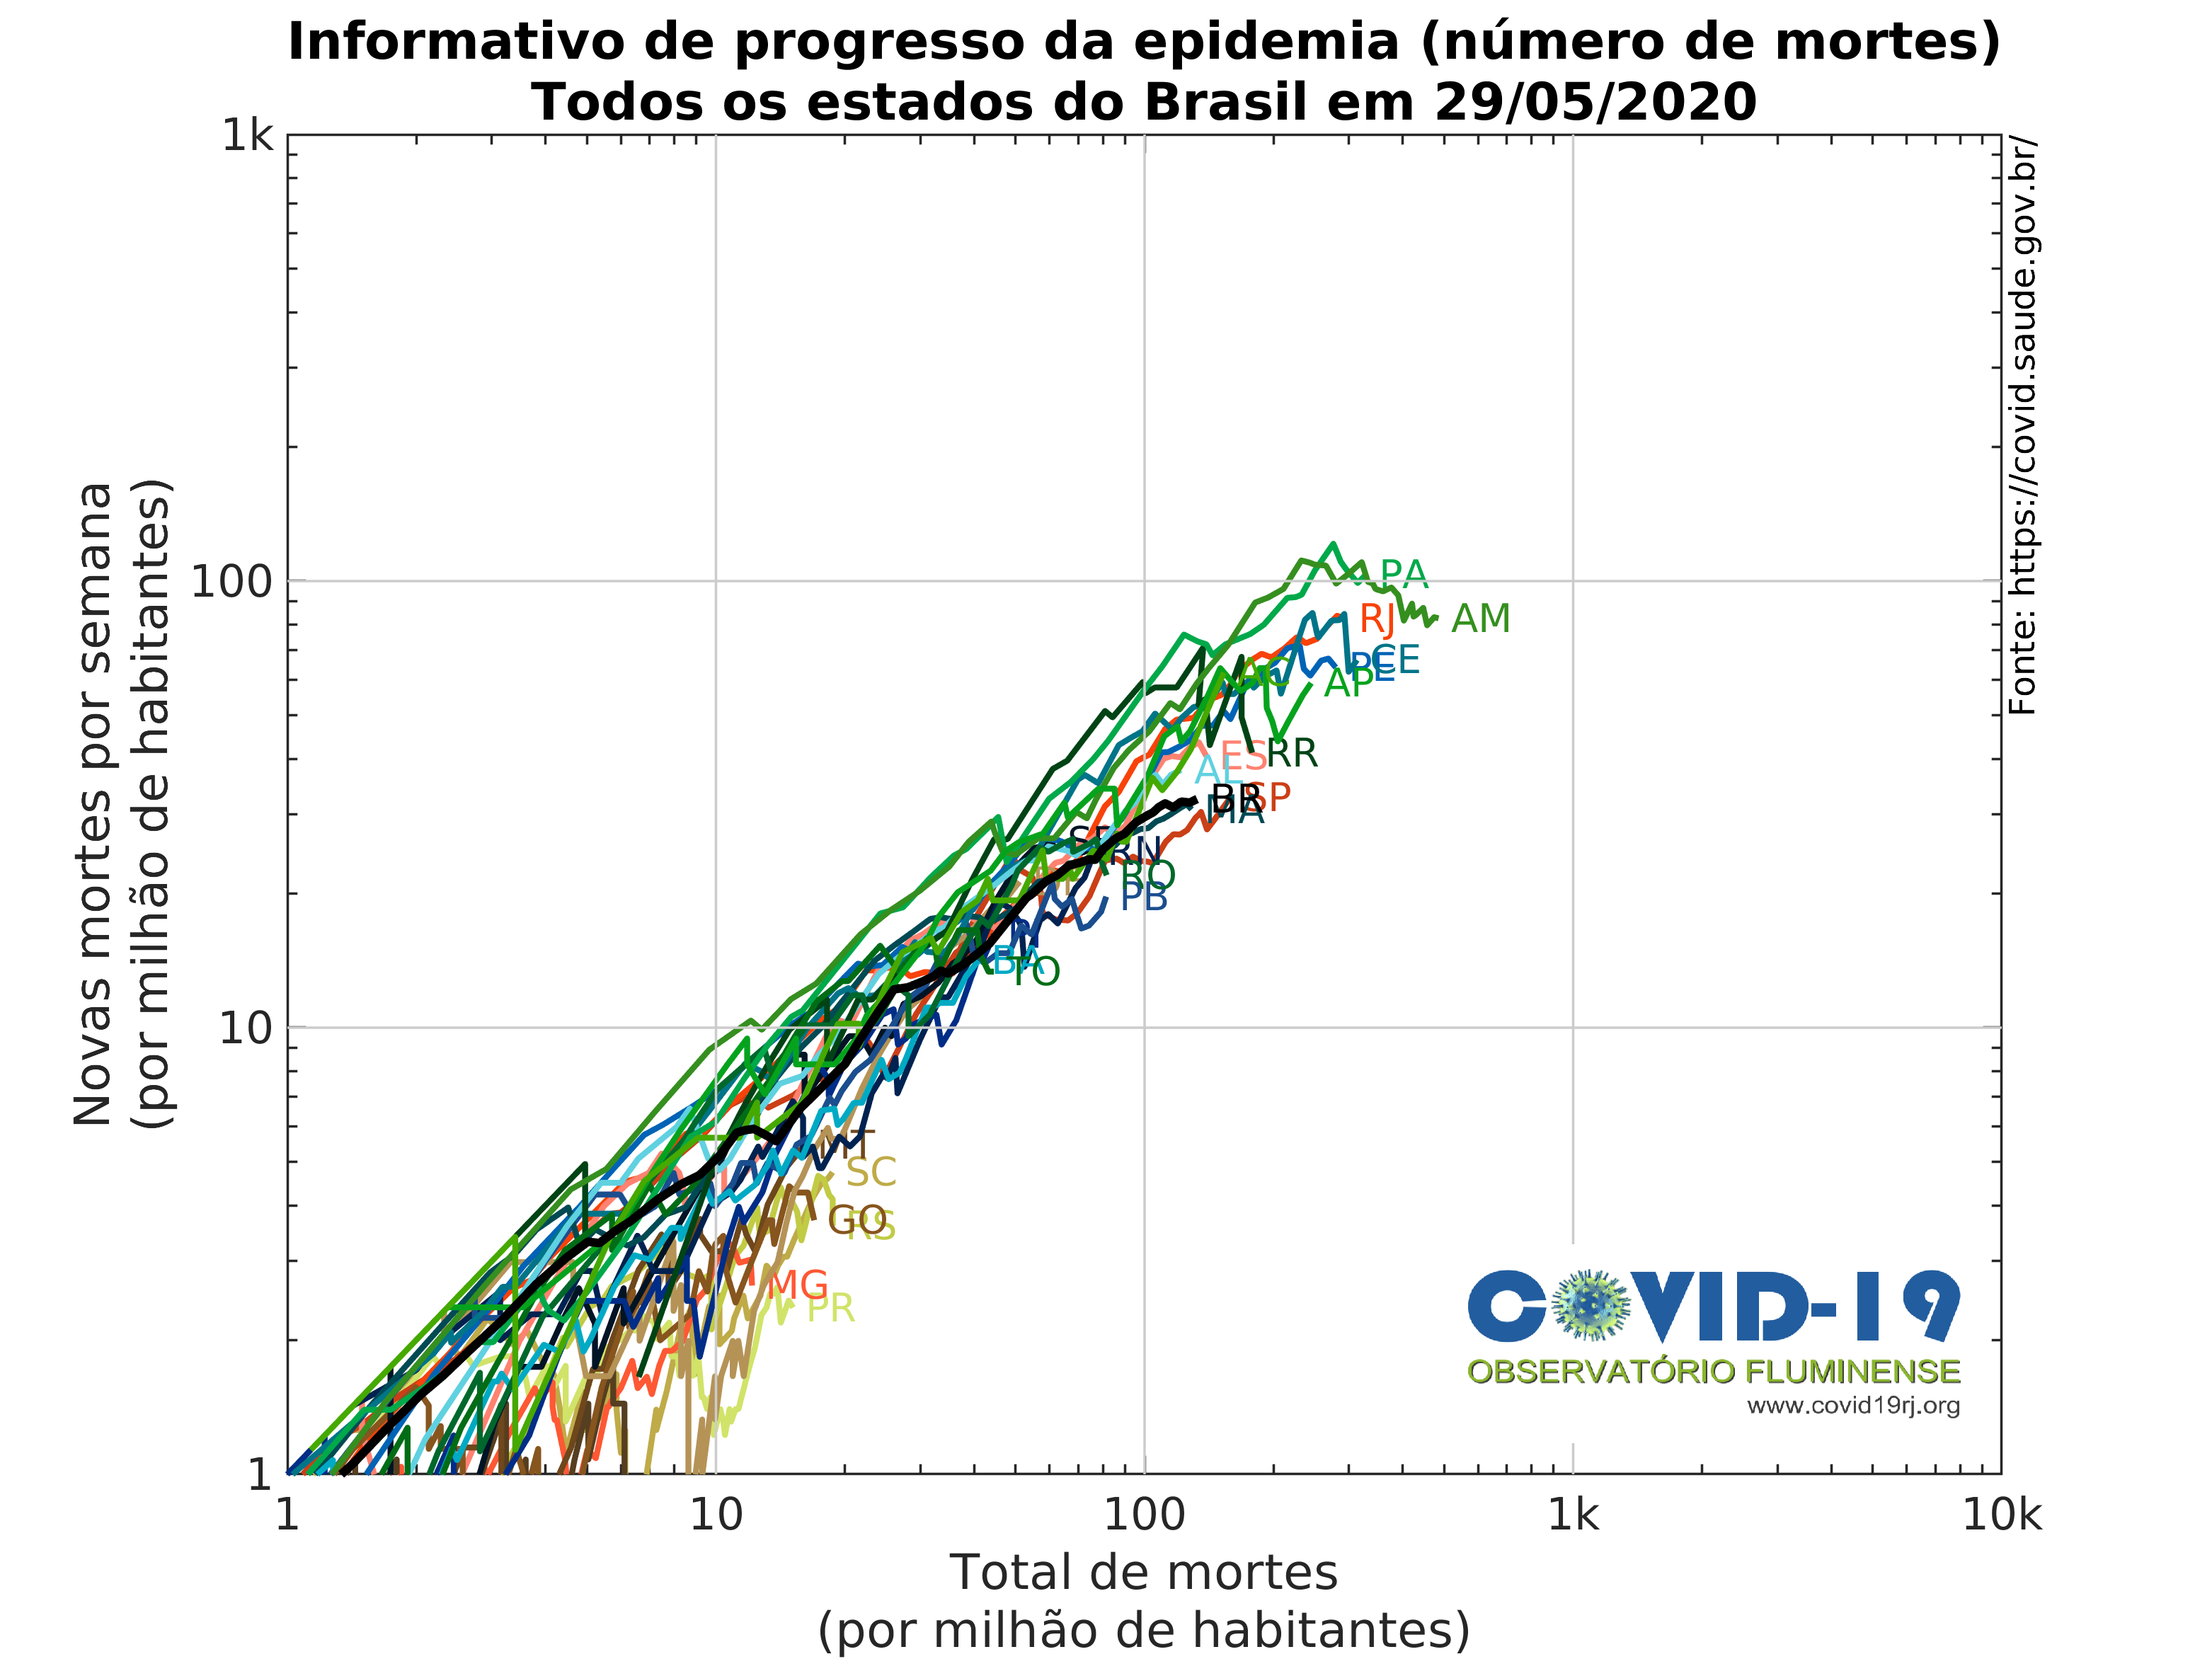 Informativo de progresso da epidemia (número de mortes)
Todos os estados do Brasil em 29/05/2020
Novas mortes por semana
(por milhão de habitantes)
1k
100
10
1
Fonte: https://covid.saude.gov.br/
PA
RJ
AM
CE
PE
AP
ES
RR
AL
BR
SP
MA
RN
RO
PB
PI
BA
TO
MT
SC
GO
RS
MG
PR
COVID-19
OBSERVATÓRIO FLUMINENSE
www.covid19rj.org
1
10
100
1k
10k
Total de mortes
(por milhão de habitantes)